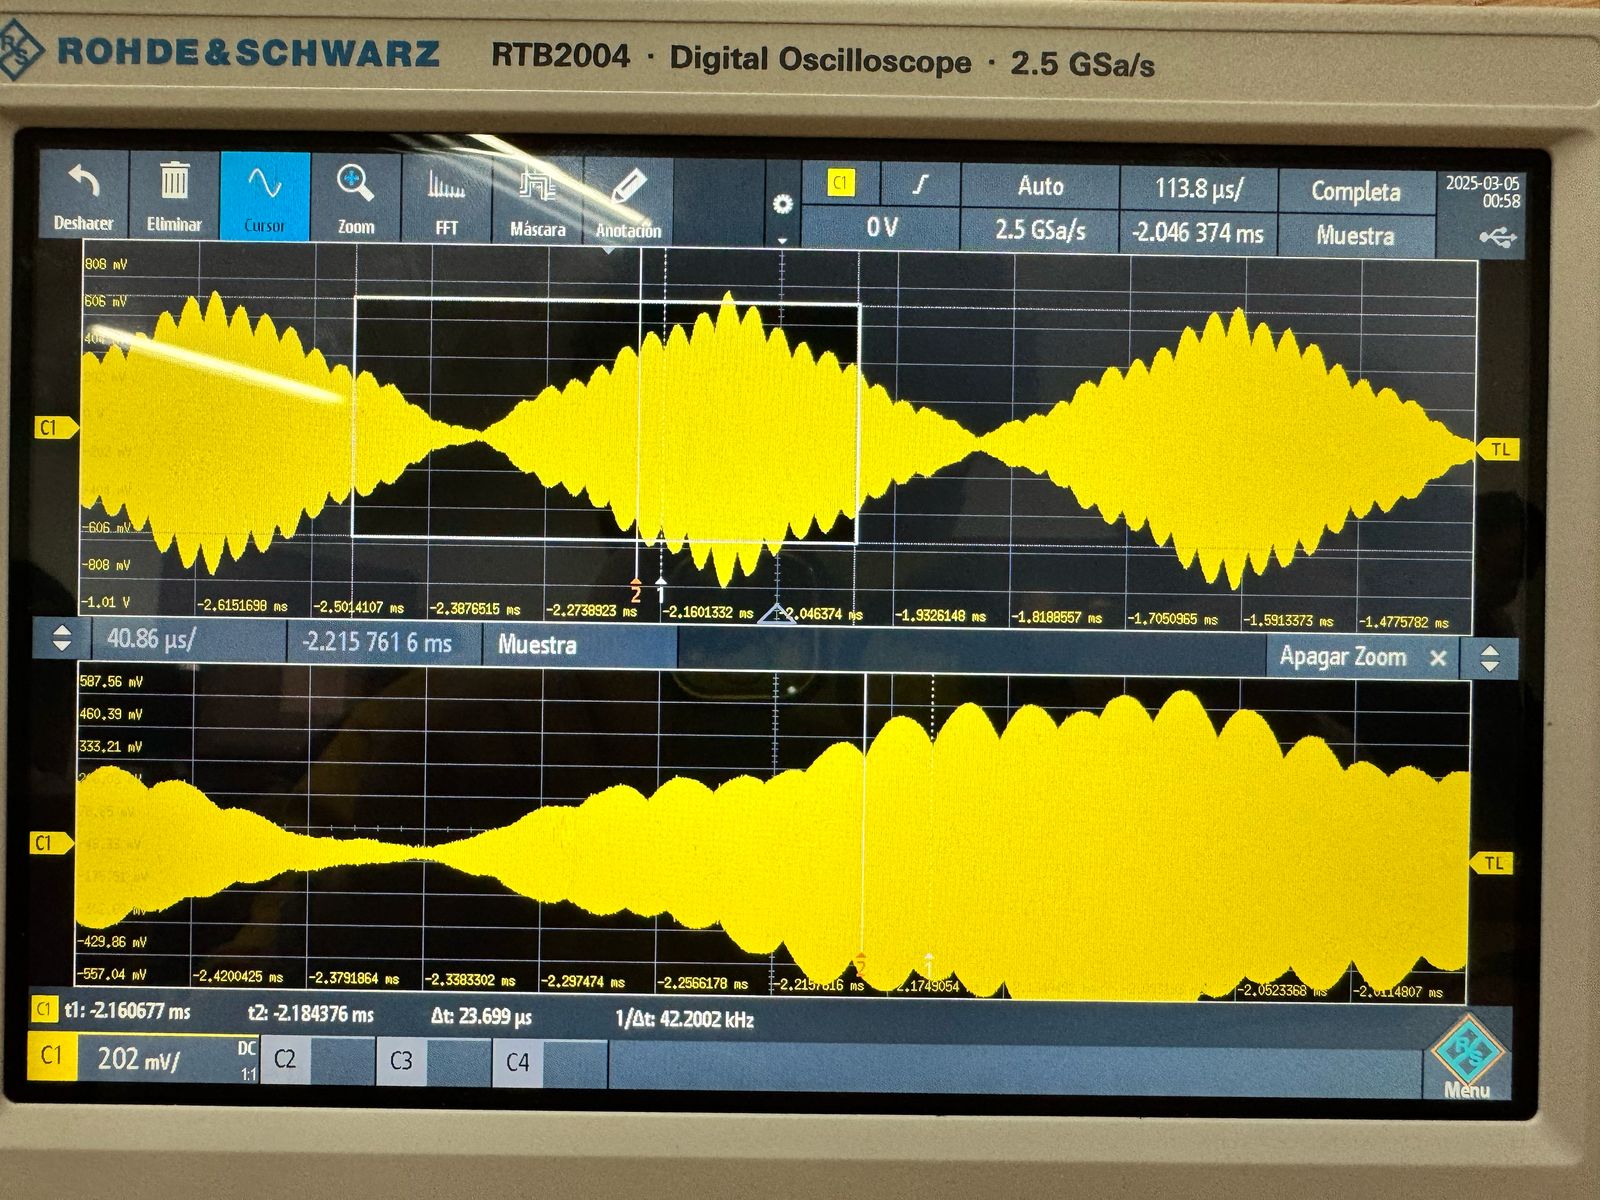 ROHDE&SCHWARZ RTB2004 · Digital Oscilloscope · 2.5 GSa/s
Deshacer Eliminar Cursor Zoom FFT Máscara Anotación
C1 Auto 113.8 µs/ Completa 2025-03-05
00:58
0 V 2.5 GSa/s -2.046 374 ms Muestra
808 mV
606 mV
C1
TL
-606 mV
-808 mV
-1.01 V
2 1
-2.6151698 ms -2.5014107 ms -2.3876515 ms -2.2738923 ms -2.1601332 ms -2.046374 ms -1.9326148 ms -1.8188557 ms -1.7050965 ms -1.5913373 ms -1.4775782 ms
40.86 µs/ -2.215 761 6 ms Muestra Apagar Zoom ×
587.56 mV
460.39 mV
333.21 mV
C1
TL
-429.86 mV
-557.04 mV
2 1
-2.4200425 ms -2.3791864 ms -2.3383302 ms -2.297474 ms -2.2566178 ms ms 2.1749054 -2.0523368 ms ms
C1 t1: -2.160677 ms t2: -2.184376 ms Δt: 23.699 µs 1/Δt: 42.2002 kHz
C1 202 mV/ DC
1:1
C2 C3 C4
R S
Menu